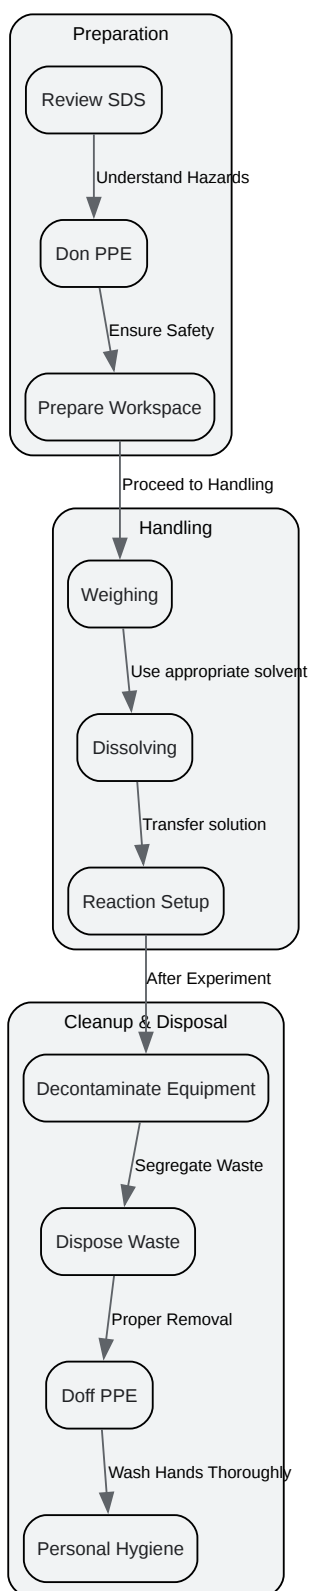 Preparation
Review SDS
Understand Hazards
Don PPE
Ensure Safety
Prepare Workspace
Proceed to Handling
Handling
Weighing
Use appropriate solvent
Dissolving
Transfer solution
Reaction Setup
After Experiment
Cleanup & Disposal
Decontaminate Equipment
Segregate Waste
Dispose Waste
Proper Removal
Doff PPE
Wash Hands Thoroughly
Personal Hygiene